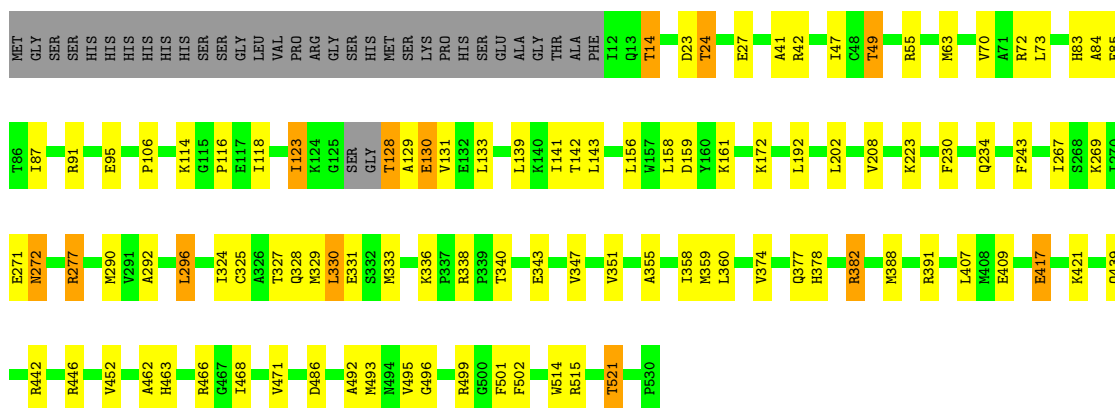 MET GLY SER SER HIS HIS HIS HIS HIS HIS SER SER GLY LEU VAL PRO ARG GLY SER HIS MET SER LYS PRO HIS SER GLU ALA GLY THR ALA PHE I12 Q13 T14 D23 T24 E27 A41 R42 I47 C48 T49 R55 M63 V70 A71 R72 L73 H83 A84 E85
T86 I87 R91 E95 P106 K114 G115 P116 E117 I118 I123 K124 G125 SER GLY T128 A129 E130 V131 E132 L133 L139 K140 I141 T142 L143 L156 W157 L158 D159 Y160 K161 K172 L192 L202 V208 K223 F230 Q234 F243 I267 S268 K269
E271 N272 R277 M290 V291 A292 L296 I324 C325 A326 T327 Q328 M329 L330 E331 S332 M333 K336 P337 R338 P339 T340 E343 V347 V351 A355 I358 M359 L360 V374 Q377 H378 R382 M388 R391 L407 M408 E409 E417 K421
R442 R446 V452 A462 H463 R466 G467 I468 V471 D486 A492 M493 N494 V495 G496 R499 G500 F501 F502 W514 R515 T521 P530